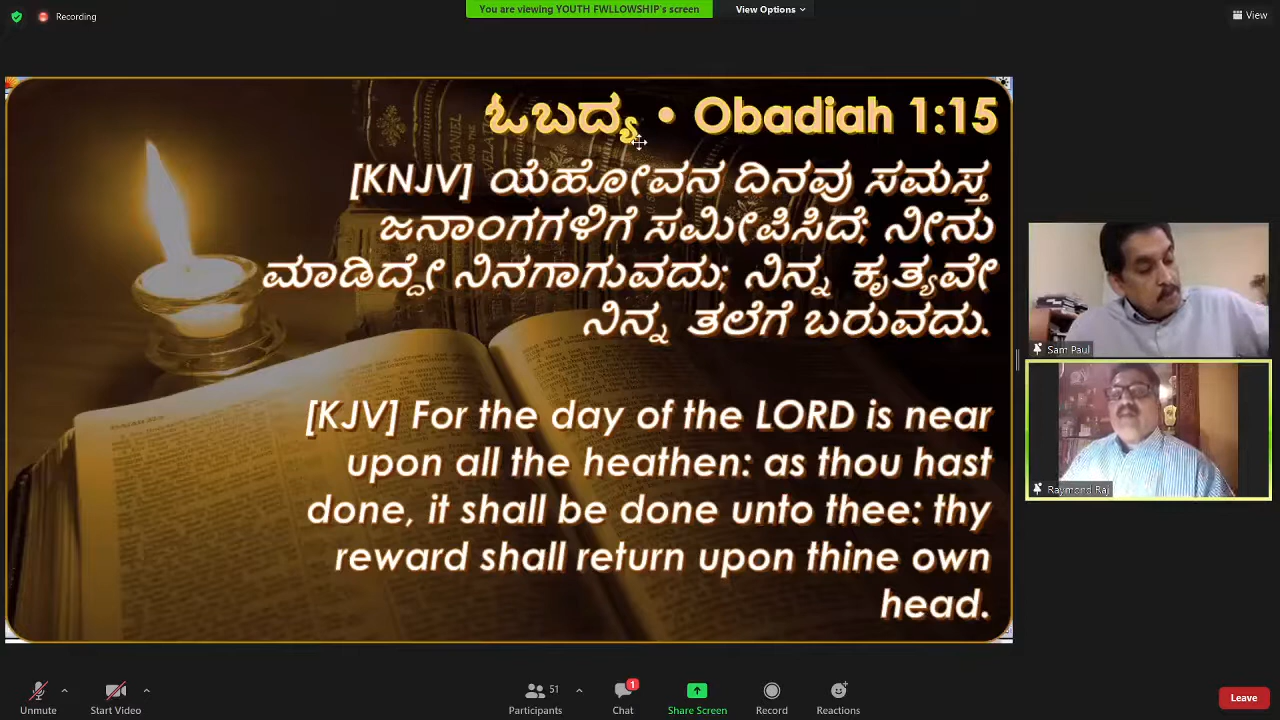 Recording
You are viewing YOUTH FWLLOWSHIP's screen
View Options
View
ಓಬದ್ಯ • Obadiah 1:15
[KNJV] ಯೆಹೋವನ ದಿನವು ಸಮಸ್ತ
ಜನಾಂಗಗಳಿಗೆ ಸಮೀಪಿಸಿದೆ; ನೀನು
ಮಾಡಿದ್ದೇ ನಿನಗಾಗುವದು; ನಿನ್ನ ಕೃತ್ಯವೇ
ನಿನ್ನ ತಲೆಗೆ ಬರುವದು.
[KJV] For the day of the LORD is near
upon all the heathen: as thou hast
done, it shall be done unto thee: thy
reward shall return upon thine own
head.
Sam Paul
Raymond Raj
Unmute
Start Video
51
Participants
1
Chat
Share Screen
Record
Reactions
Leave